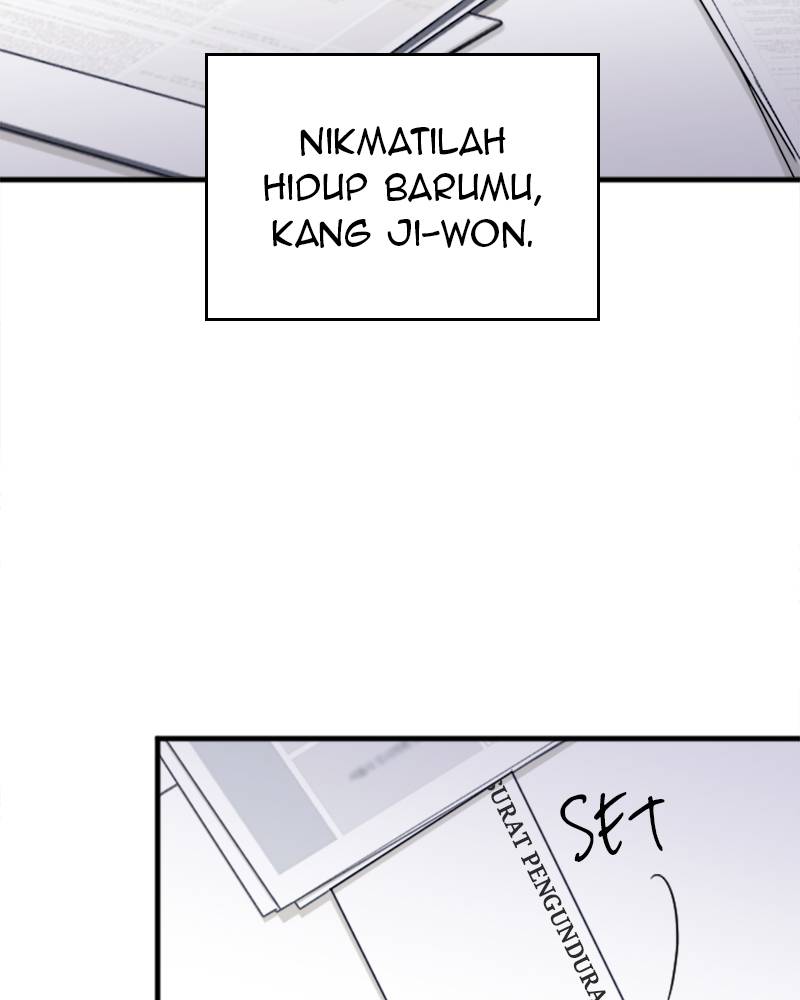 NIKMATILAH
HIDUP BARUMU,
KANG JI-WON.
SET
SURAT PENGUNDURA